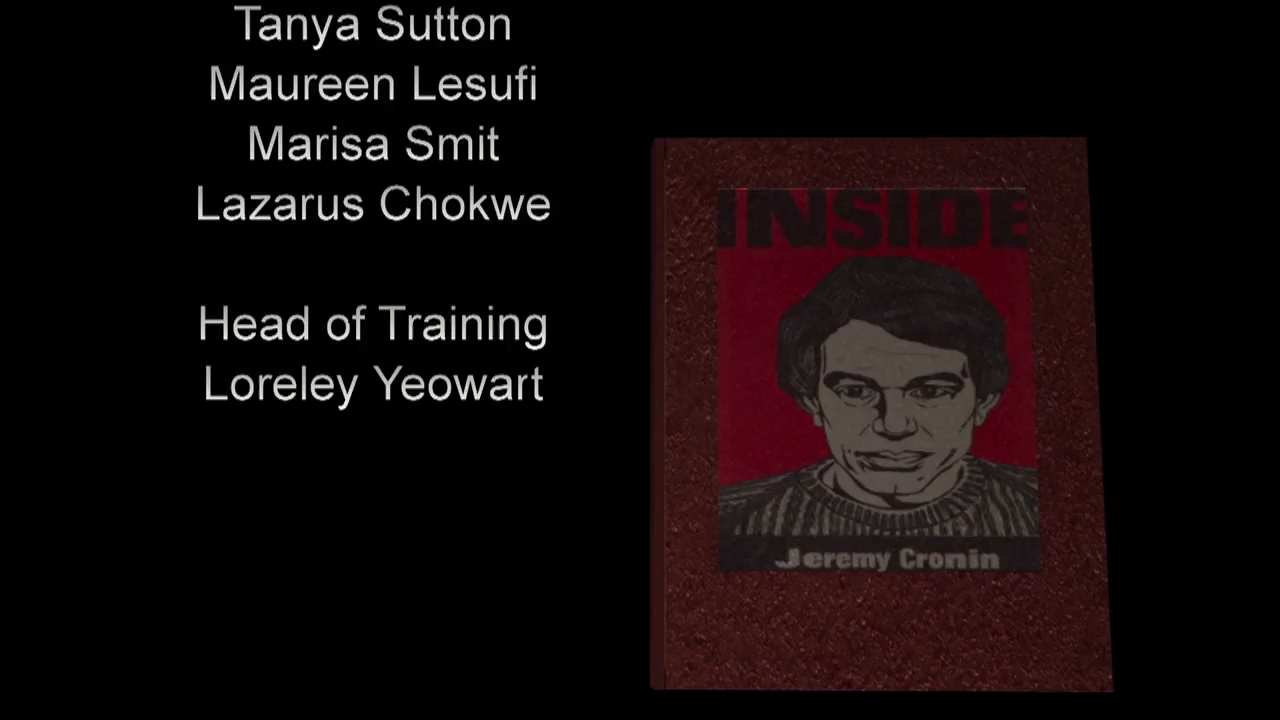 Tanya Sutton
Maureen Lesufi
Marisa Smit
Lazarus Chokwe
Head of Training
Loreley Yeowart
INSIDE
Jeremy Cronin